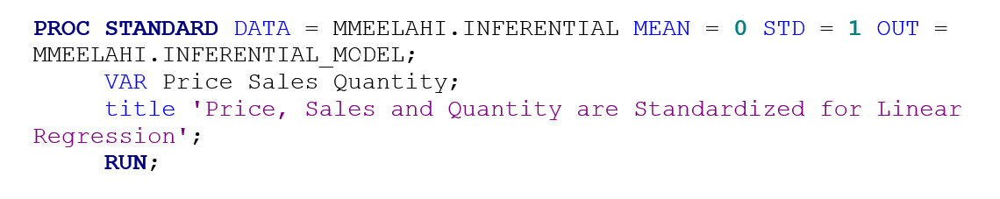 PROC STANDARD DATA = MMEELAHI.INFERENTIAL MEAN = 0 STD = 1 OUT =
MMEELAHI.INFERENTIAL_MODEL;
VAR Price Sales Quantity;
title 'Price, Sales and Quantity are Standardized for Linear
Regression';
RUN;